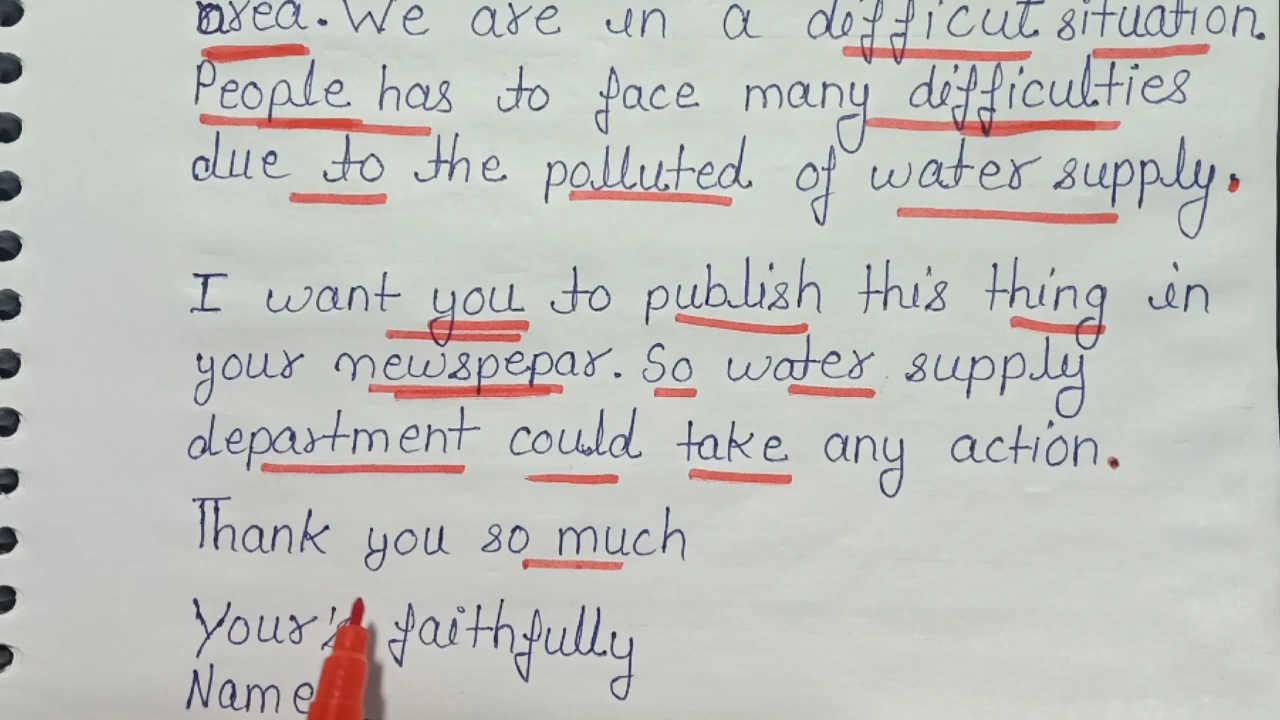 area. We are in a difficut situation.
People has to face many difficulties
due to the polluted of water supply.
I want you to publish this thing in
your newspepar. So water supply
department could take any action.
Thank you so much
Your's faithfully
Name